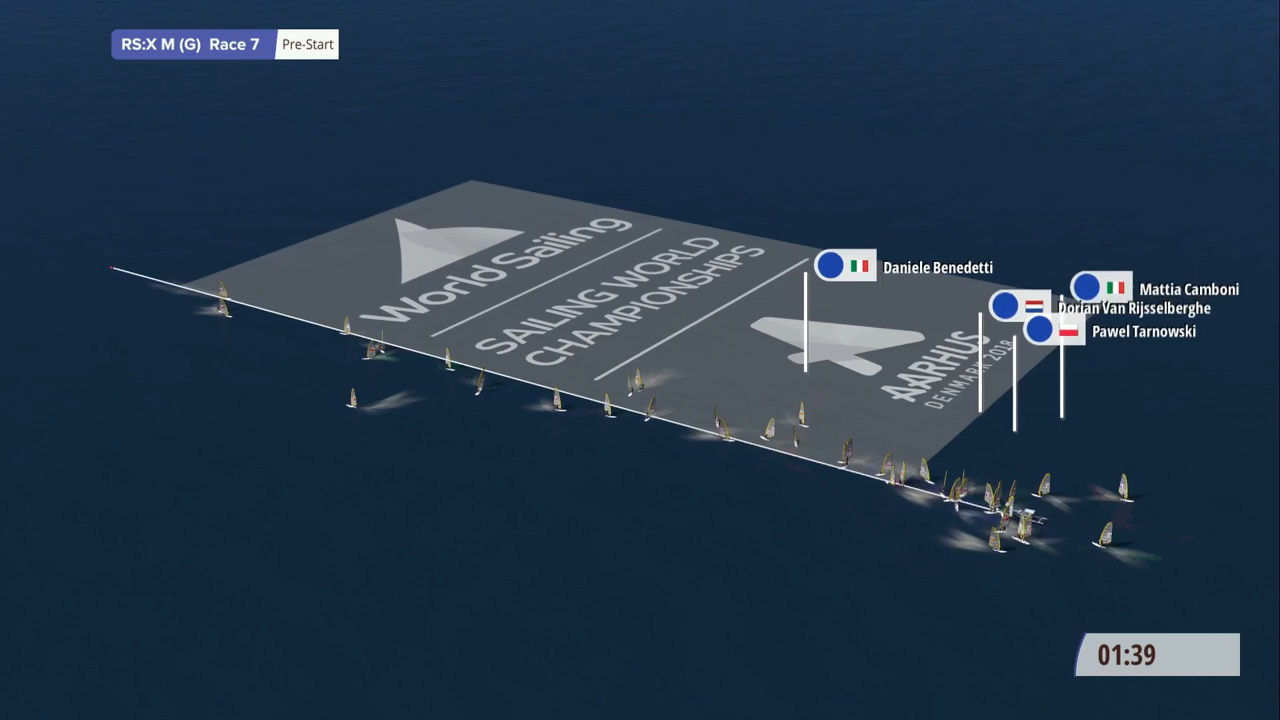 RS:X M (G) Race 7 Pre-Start
World Sailing
SAILING WORLD
CHAMPIONSHIPS
AARHUS
DENMARK 2018
Daniele Benedetti
Mattia Camboni
Dorian Van Rijsselberghe
Pawel Tarnowski
01:39